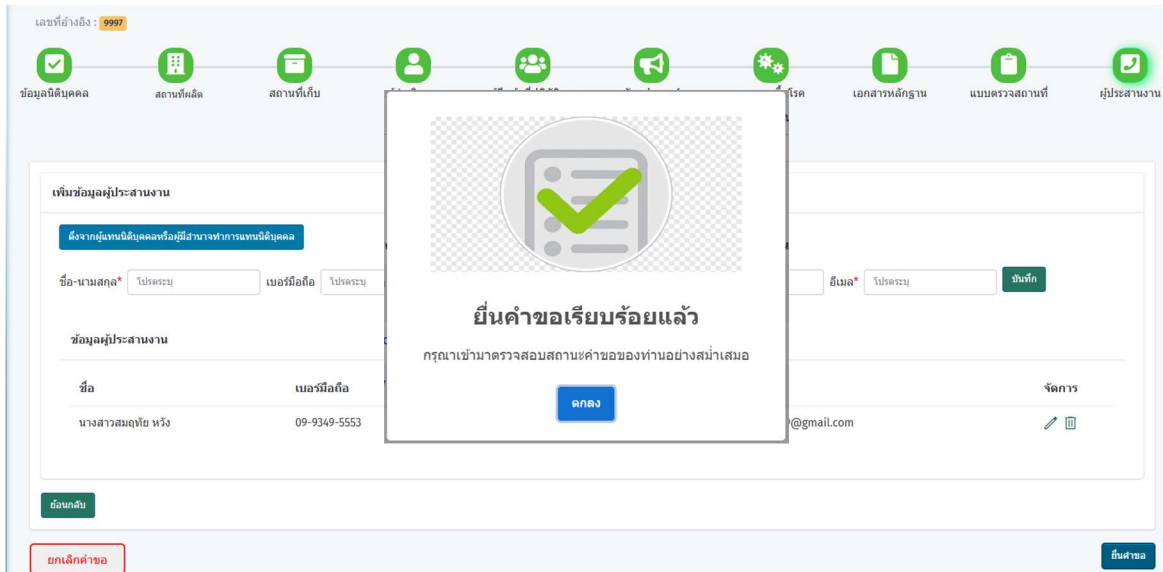 เลขที่อ้างอิง : 9997
ข้อมูลนิติบุคคล
สถานที่ผลิต
สถานที่เก็บ
เอกสารหลักฐาน
แบบตรวจสถานที่
ผู้ประสานงาน
เพิ่มข้อมูลผู้ประสานงาน
ดึงจากผู้แทนนิติบุคคลหรือผู้มีอำนาจทำการแทนนิติบุคคล
ชื่อ-นามสกุล* โปรดระบุ เบอร์มือถือ โปรดระบุ อีเมล* โปรดระบุ บันทึก
ยื่นคำขอเรียบร้อยแล้ว
กรุณาเข้ามาตรวจสอบสถานะคำขอของท่านอย่างสม่ำเสมอ
ตกลง
ข้อมูลผู้ประสานงาน
ชื่อ เบอร์มือถือ จัดการ
นางสาวสมฤทัย หวัง 09-9349-5553 @gmail.com
ย้อนกลับ
ยกเลิกคำขอ
ยื่นคำขอ